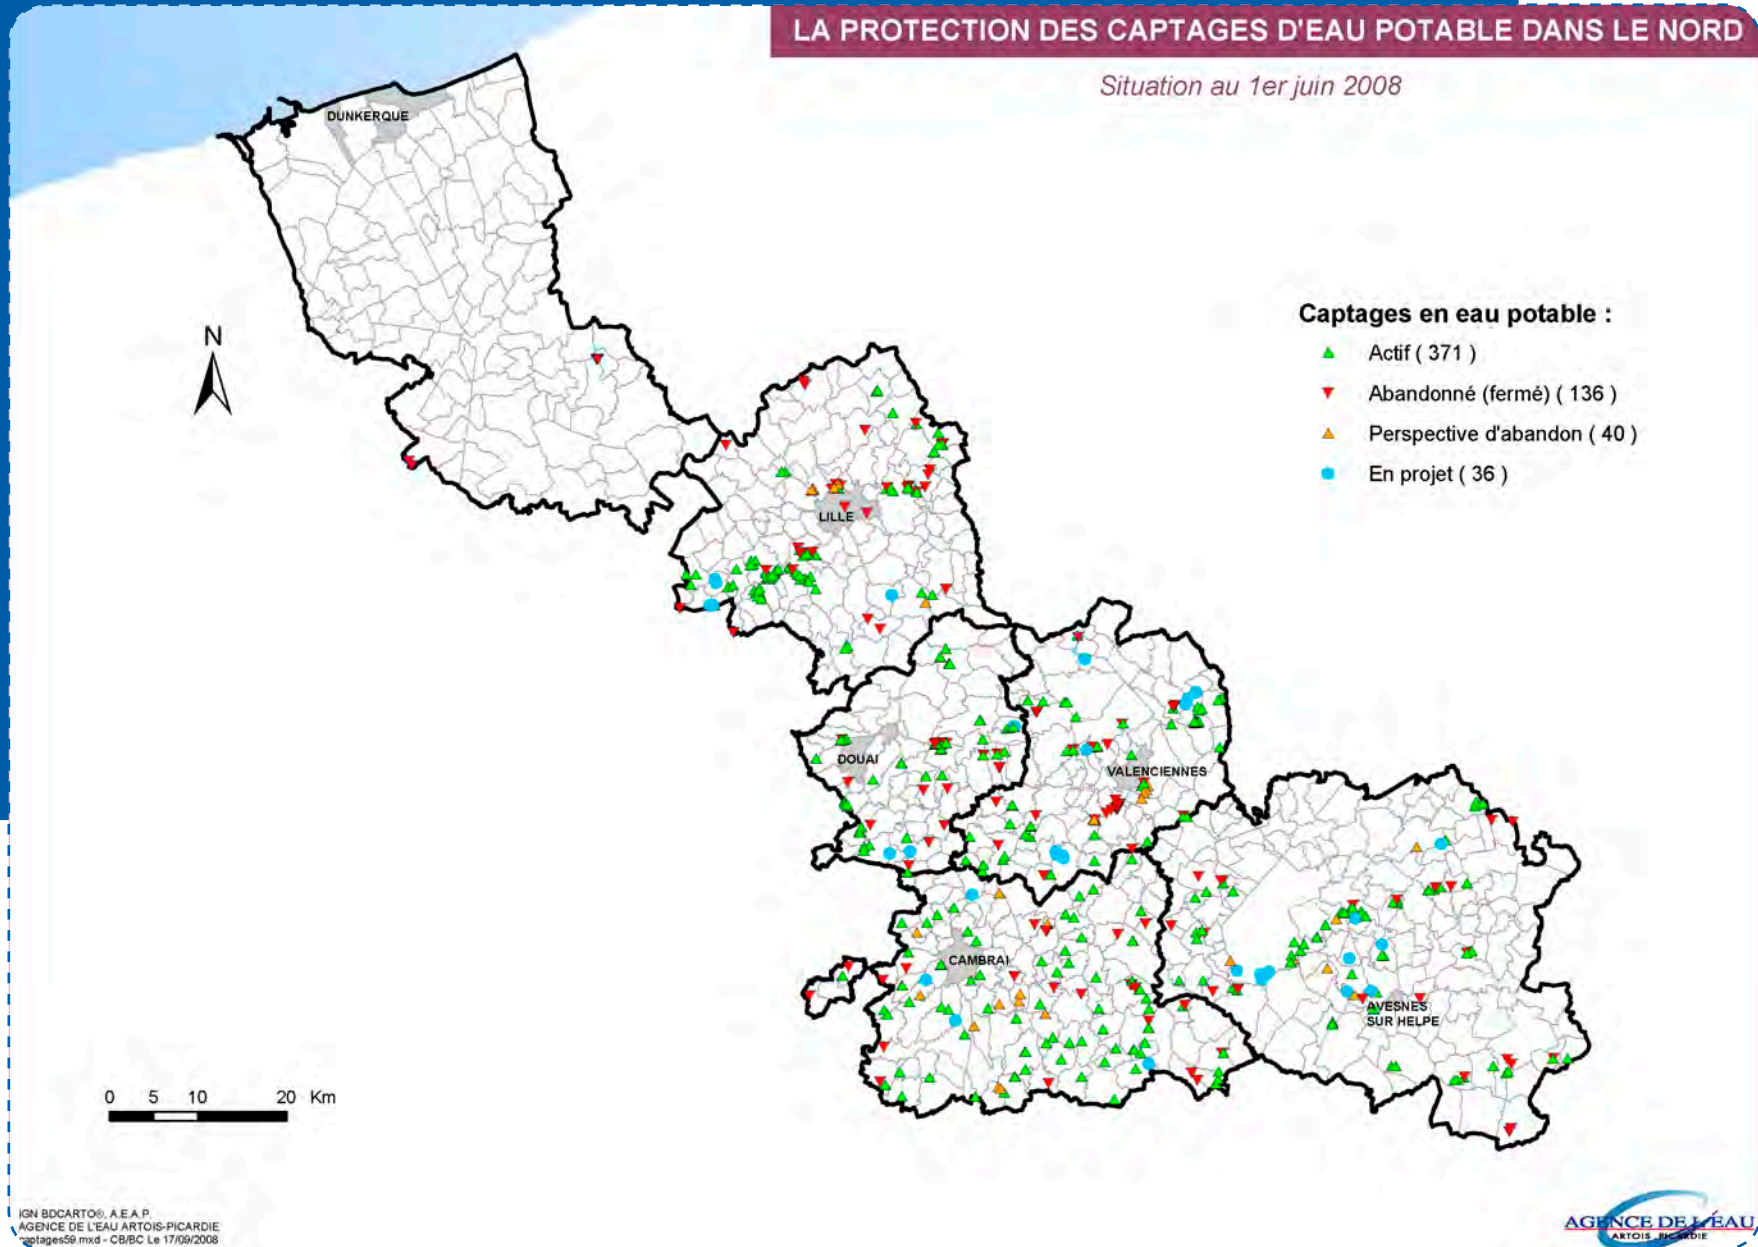 LA PROTECTION DES CAPTAGES D'EAU POTABLE DANS LE NORD
Situation au 1er juin 2008
DUNKERQUE
N
Captages en eau potable :
Actif ( 371 )
Abandonné (fermé) ( 136 )
Perspective d'abandon ( 40 )
En projet ( 36 )
LILLE
DOUAI
VALENCIENNES
CAMBRAI
AVESNES
SUR HELPE
0 5 10 20 Km
IGN BDCARTO®, A.E.A.P.
AGENCE DE L'EAU ARTOIS-PICARDIE
captages59.mxd - CB/BC Le 17/09/2008
AGENCE DE L'EAU
ARTOIS PICARDIE